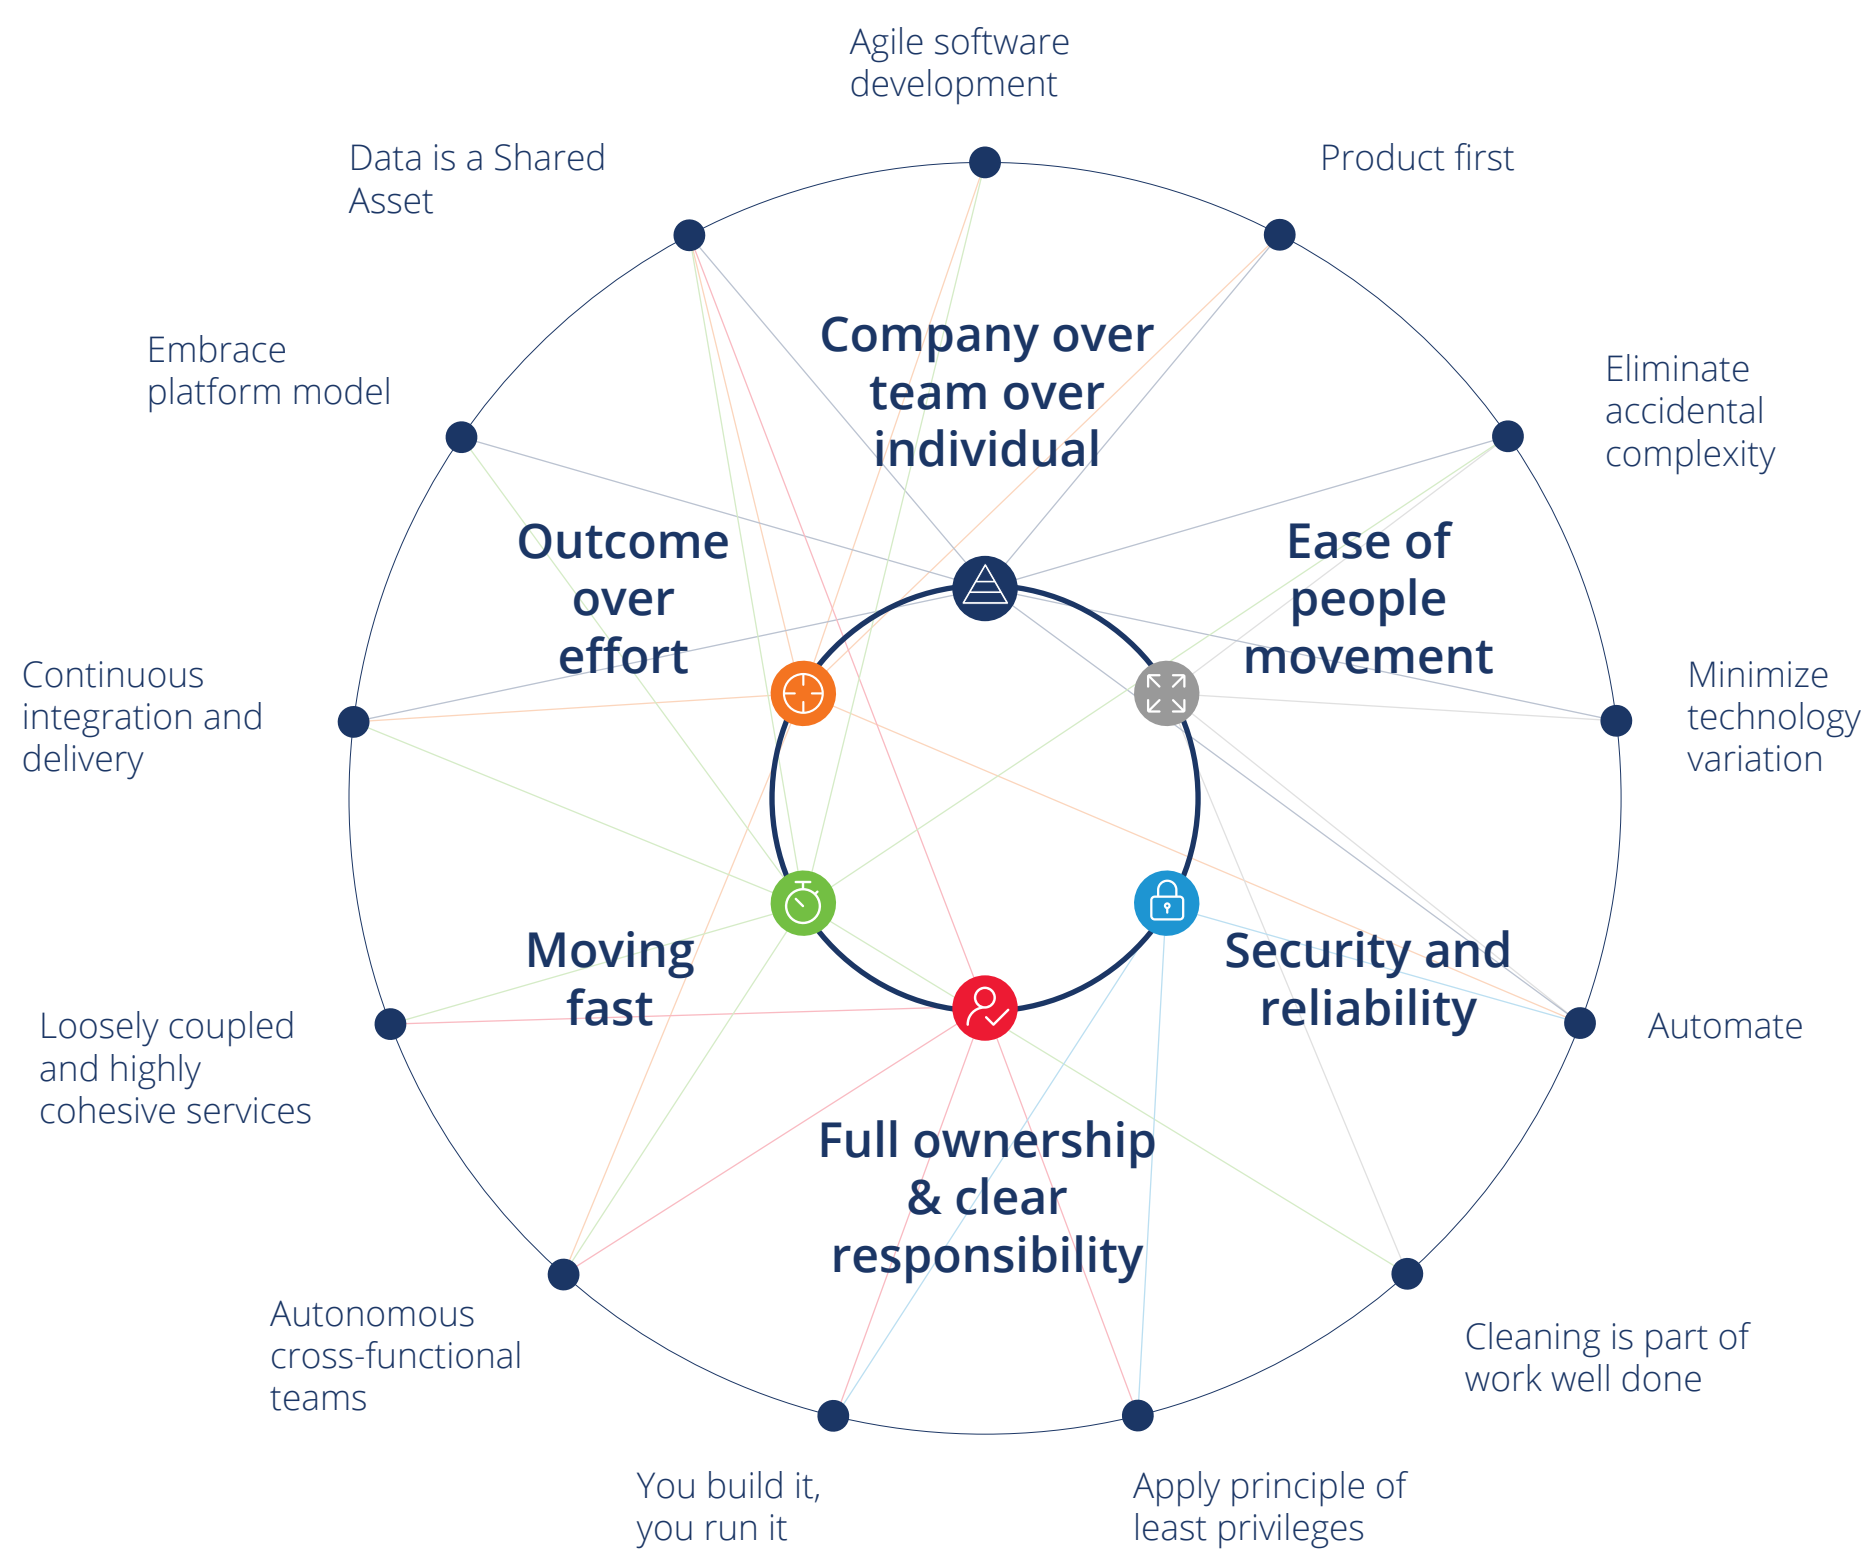 Agile software
development
Data is a Shared
Asset
Product first
Company over
team over
individual
Embrace
platform model
Eliminate
accidental
complexity
Outcome
over
effort
Ease of
people
movement
Continuous
integration and
delivery
Minimize
technology
variation
Moving
fast
Security and
reliability
Loosely coupled
and highly
cohesive services
Automate
Full ownership
& clear
responsibility
Autonomous
cross-functional
teams
Cleaning is part of
work well done
You build it,
you run it
Apply principle of
least privileges